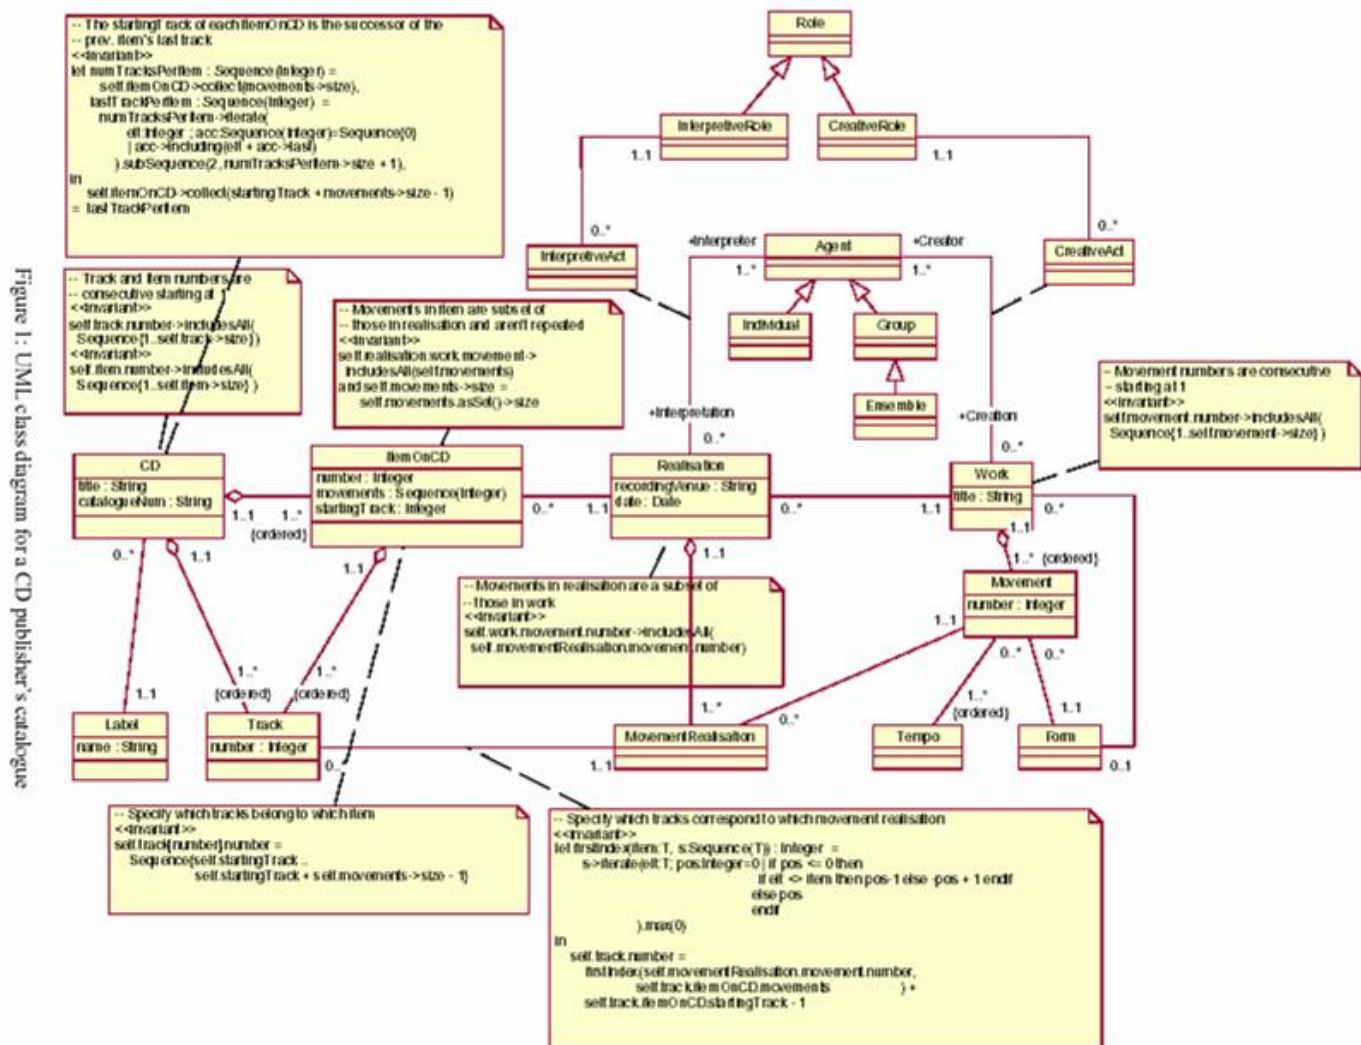 -- The startingTrack of each ItemOnCD is the successor of the
-- prev. item's last track
<<Invariant>>
let numTracksPerItem : Sequence(Integer) =
self.itemOnCD->collect(movements->size),
lastTrackPerItem : Sequence(Integer) =
numTracksPerItem->iterate(
elt:Integer ; acc:Sequence(Integer)=Sequence{0}
| acc->including(elt + acc->last)
).subSequence(2, numTracksPerItem->size + 1),
in
self.itemOnCD->collect(startingTrack + movements->size - 1)
= lastTrackPerItem
Role
InterpretiveRole
CreativeRole
1..1
1..1
0..*
0..*
InterpretiveAct
+Interpreter
Agent
+Creator
CreativeAct
1..*
1..*
Individual
Group
Ensemble
-- Track and item numbers are
-- consecutive starting at 1
<<Invariant>>
self.track.number->includesAll(
Sequence{1..self.track->size} )
<<Invariant>>
self.item.number->includesAll(
Sequence{1..self.item->size} )
-- Movements in item are subset of
-- those in realisation and aren't repeated
<<Invariant>>
self.realisation.work.movement->
includesAll(self.movements)
and self.movements->size =
self.movements.asSet()->size
-- Movement numbers are consecutive
-- starting at 1
<<Invariant>>
self.movement.number->includesAll(
Sequence{1..self.movement->size} )
+Interpretation
0..*
+Creation
0..*
CD
title : String
catalogueNum : String
ItemOnCD
number : Integer
movements : Sequence(Integer)
startingTrack : Integer
Realisation
recordingVenue : String
date : Date
Work
title : String
1..1
1..*
{ordered}
0..*
1..1
0..*
1..1
0..*
0..*
1..1
1..1
1..1
1..1
1..*
{ordered}
Movement
number : Integer
-- Movements in realisation are a subset of
-- those in work
<<Invariant>>
self.work.movement.number->includesAll(
self.movementRealisation.movement.number)
1..1
0..*
0..*
1..1
1..*
{ordered}
1..*
{ordered}
1..*
0..*
1..*
{ordered}
1..1
Label
name : String
Track
number : Integer
0..*
1..1
MovementRealisation
Tempo
Form
0..1
-- Specify which tracks belong to which item
<<Invariant>>
self.track[number].number =
Sequence{self.startingTrack ..
self.startingTrack + self.movements->size - 1}
-- Specify which tracks correspond to which movement realisation
<<Invariant>>
let firstIndex(item:T, s:Sequence(T)) : Integer =
s->iterate(elt:T; pos:Integer=0 | if pos <= 0 then
if elt <> item then pos-1 else -pos + 1 endif
else pos
endif
).max(0)
in
self.track.number =
firstIndex(self.movementRealisation.movement.number,
self.track.itemOnCD.movements ) +
self.track.itemOnCD.startingTrack - 1
Figure 1: UML class diagram for a CD publisher's catalogue